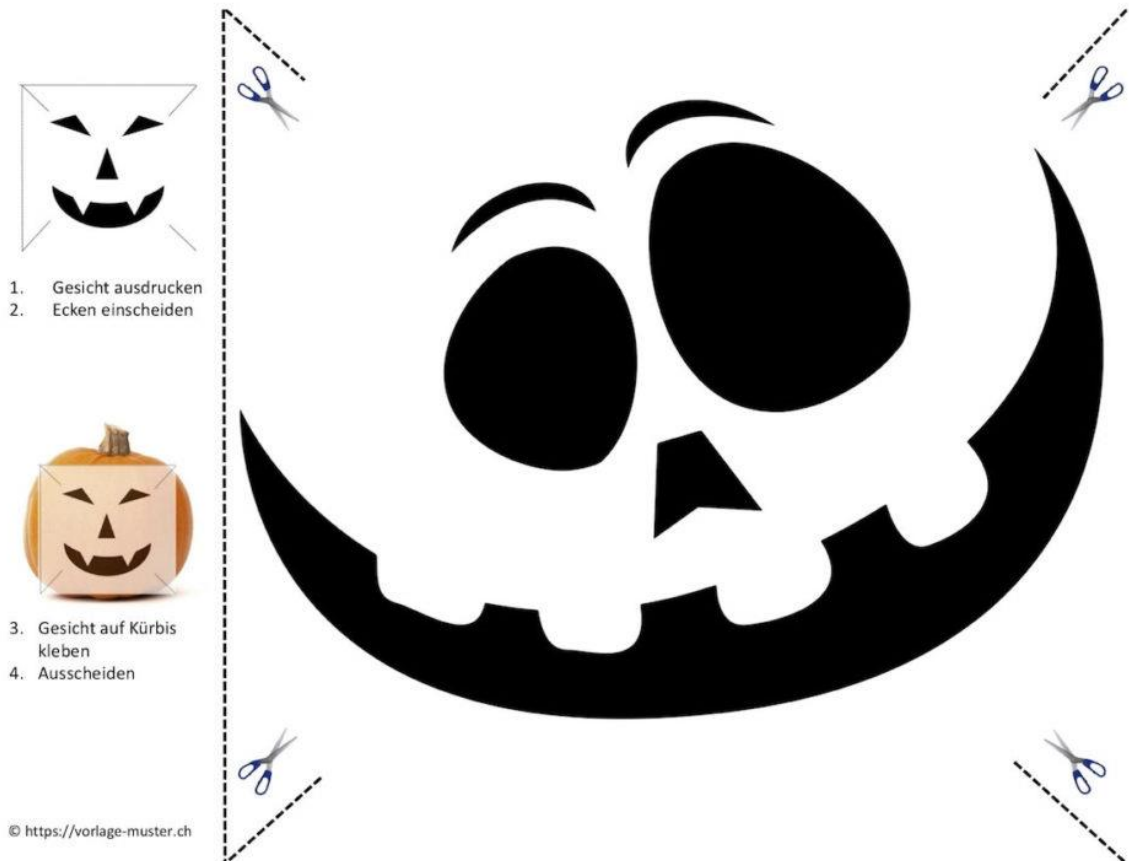 1. Gesicht ausdrucken
2. Ecken einscheiden
3. Gesicht auf Kürbis
kleben
4. Ausscheiden
© https://vorlage-muster.ch